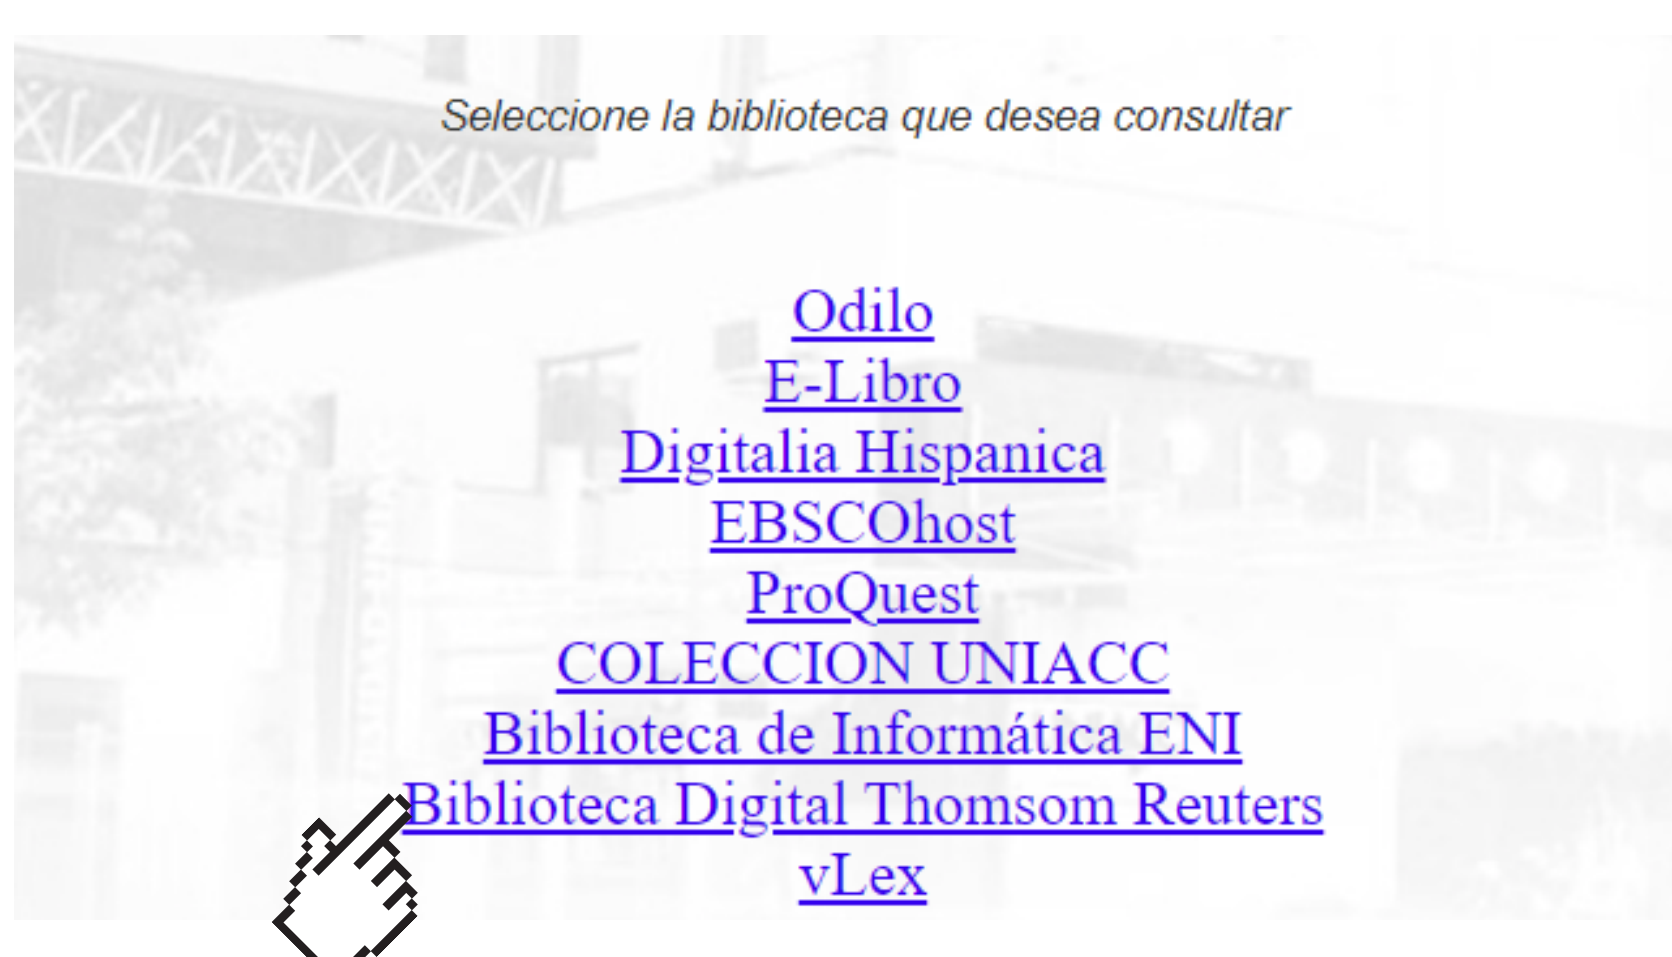 Seleccione la biblioteca que desea consultar
Odilo
E-Libro
Digitalia Hispanica
EBSCOhost
ProQuest
COLECCION UNIACC
Biblioteca de Informática ENI
Biblioteca Digital Thomsom Reuters
vLex